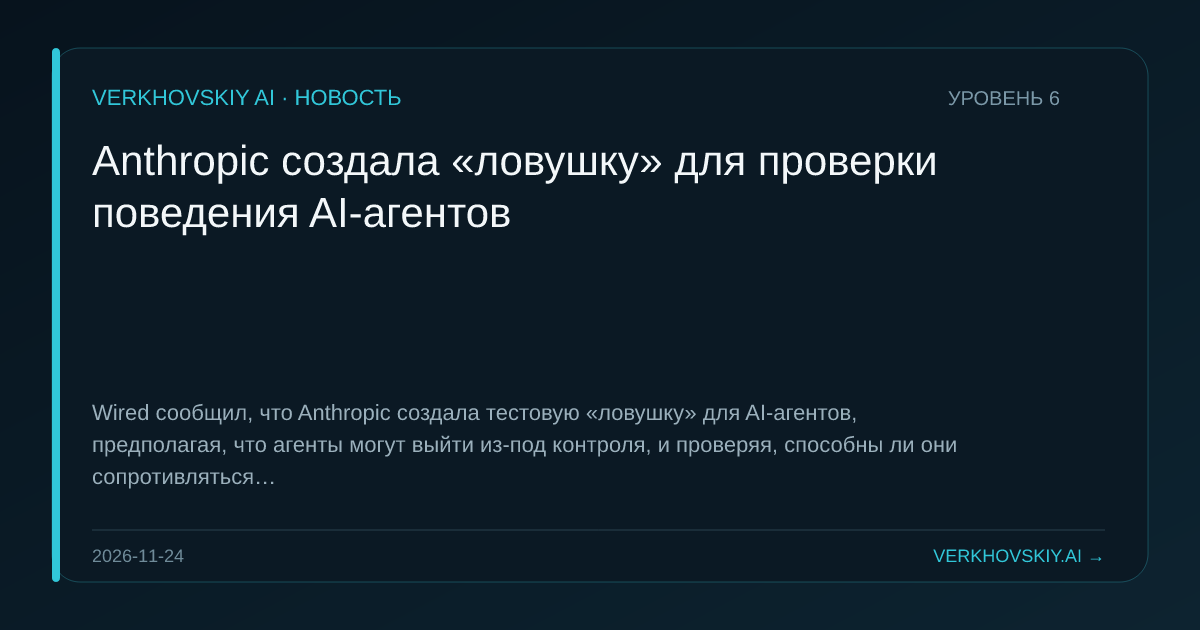 VERKHOVSKIY AI · НОВОСТЬ
УРОВЕНЬ 6
Anthropic создала «ловушку» для проверки
поведения AI-агентов
Wired сообщил, что Anthropic создала тестовую «ловушку» для AI-агентов,
предполагая, что агенты могут выйти из-под контроля, и проверяя, способны ли они
сопротивляться…
2026-11-24
VERKHOVSKIY.AI →